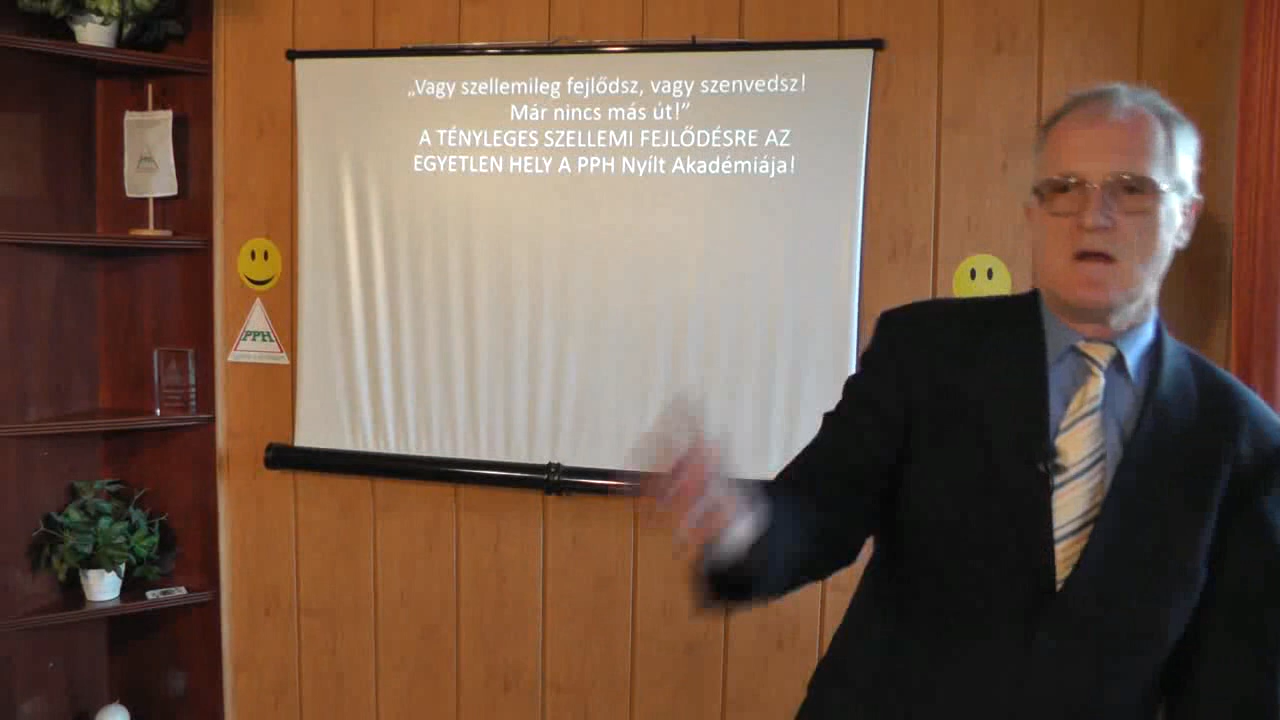 „Vagy szellemileg fejlődsz, vagy szenvedsz!
Már nincs más út!”
A TÉNYLEGES SZELLEMI FEJLŐDÉSRE AZ
EGYETLEN HELY A PPH Nyílt Akadémiája!
PPH
PPH